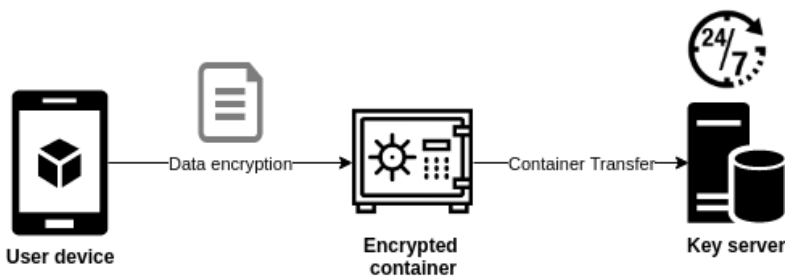 24/7
Data encryption
Container Transfer
User device
Encrypted
container
Key server